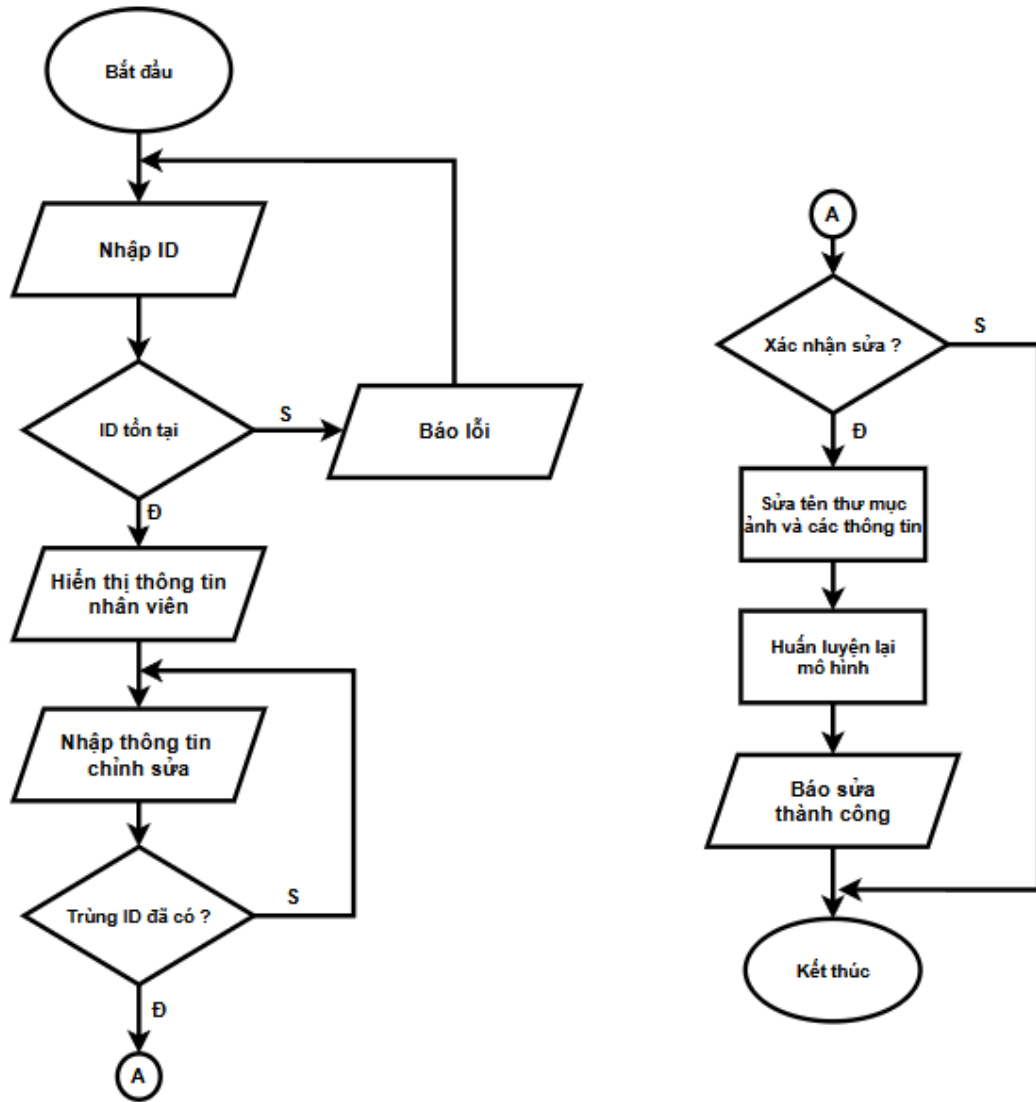 Bắt đầu
Nhập ID
ID tồn tại
S
Báo lỗi
Đ
Hiển thị thông tin
nhân viên
Nhập thông tin
chỉnh sửa
Trùng ID đã có ?
S
Đ
A
A
Xác nhận sửa ?
S
Đ
Sửa tên thư mục
ảnh và các thông tin
Huấn luyện lại
mô hình
Báo sửa
thành công
Kết thúc